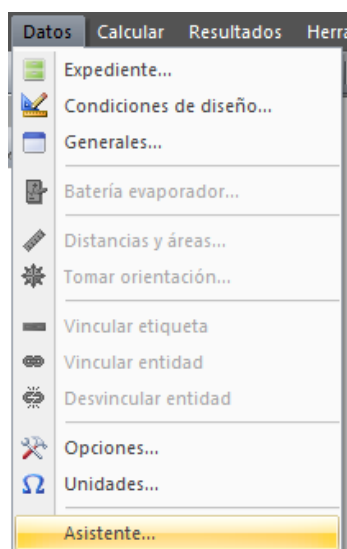 Datos Calcular Resultados
Expediente...
Condiciones de diseño...
Generales...
Batería evaporador...
Distancias y áreas...
Tomar orientación...
Vincular etiqueta
Vincular entidad
Desvincular entidad
Opciones...
Unidades...
Asistente...